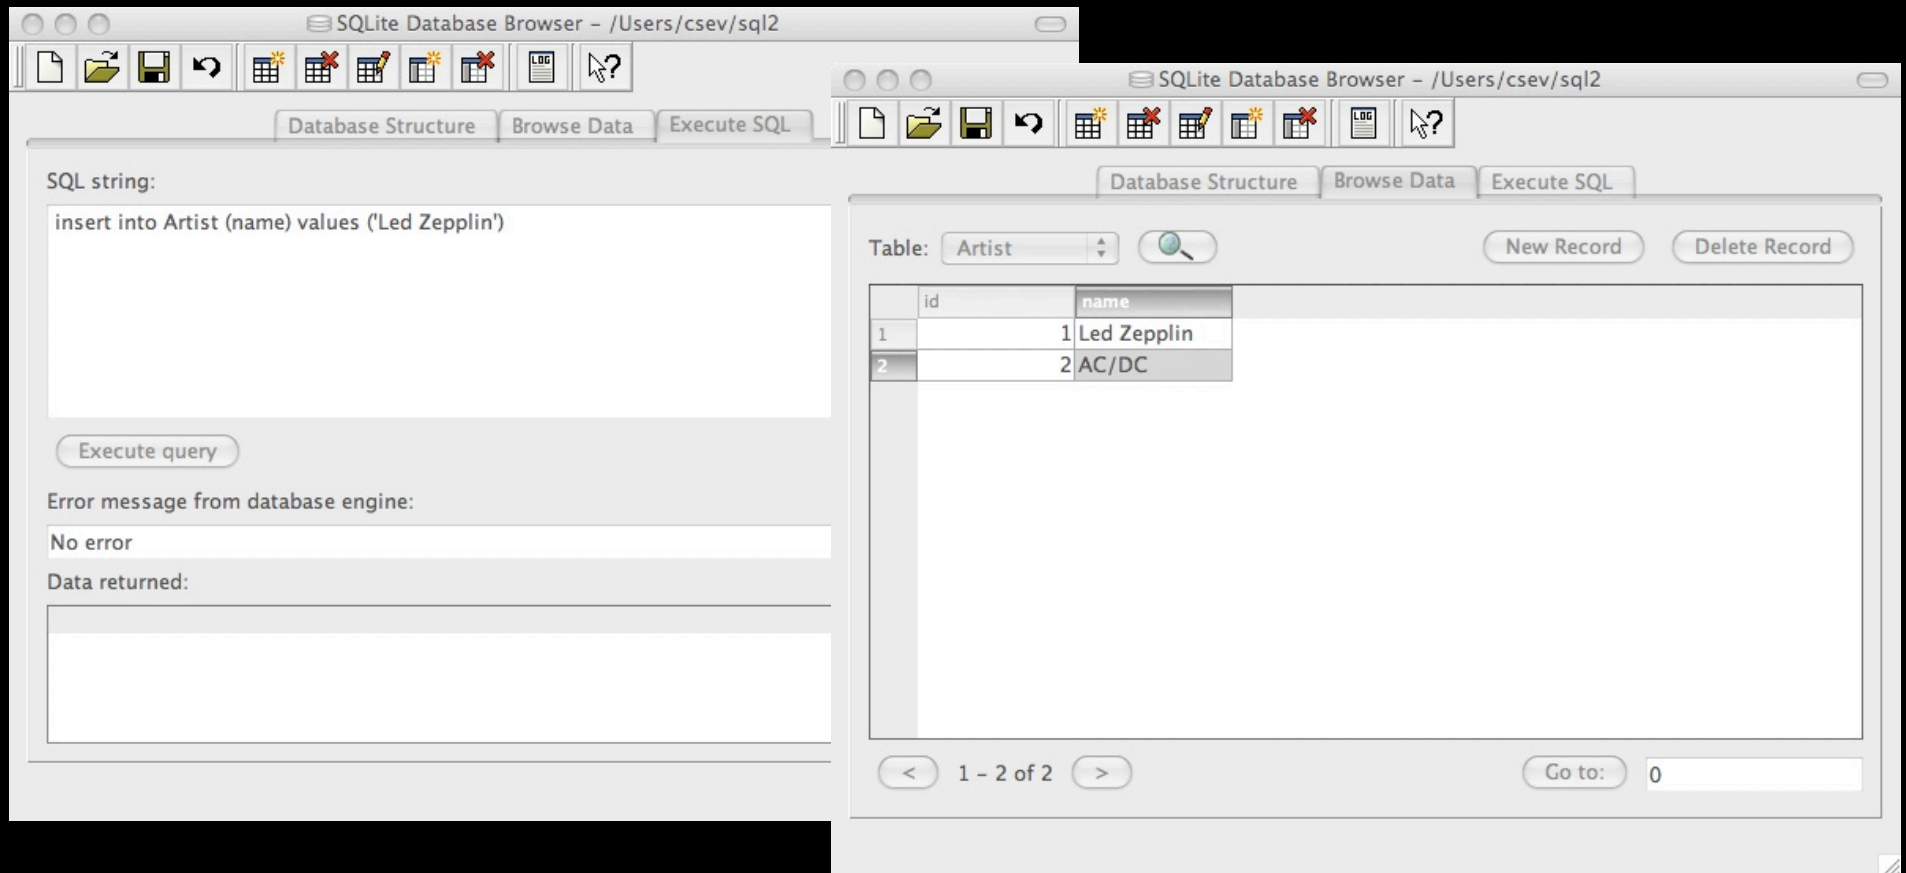 SQLite Database Browser – /Users/csev/sql2
LOG
?
Database Structure Browse Data Execute SQL
SQL string:
insert into Artist (name) values ('Led Zepplin')
Execute query
Error message from database engine:
No error
Data returned:
SQLite Database Browser – /Users/csev/sql2
LOG
?
Database Structure Browse Data Execute SQL
Table: Artist New Record Delete Record
id name
1 1 Led Zepplin
2 2 AC/DC
< 1 – 2 of 2 > Go to: 0